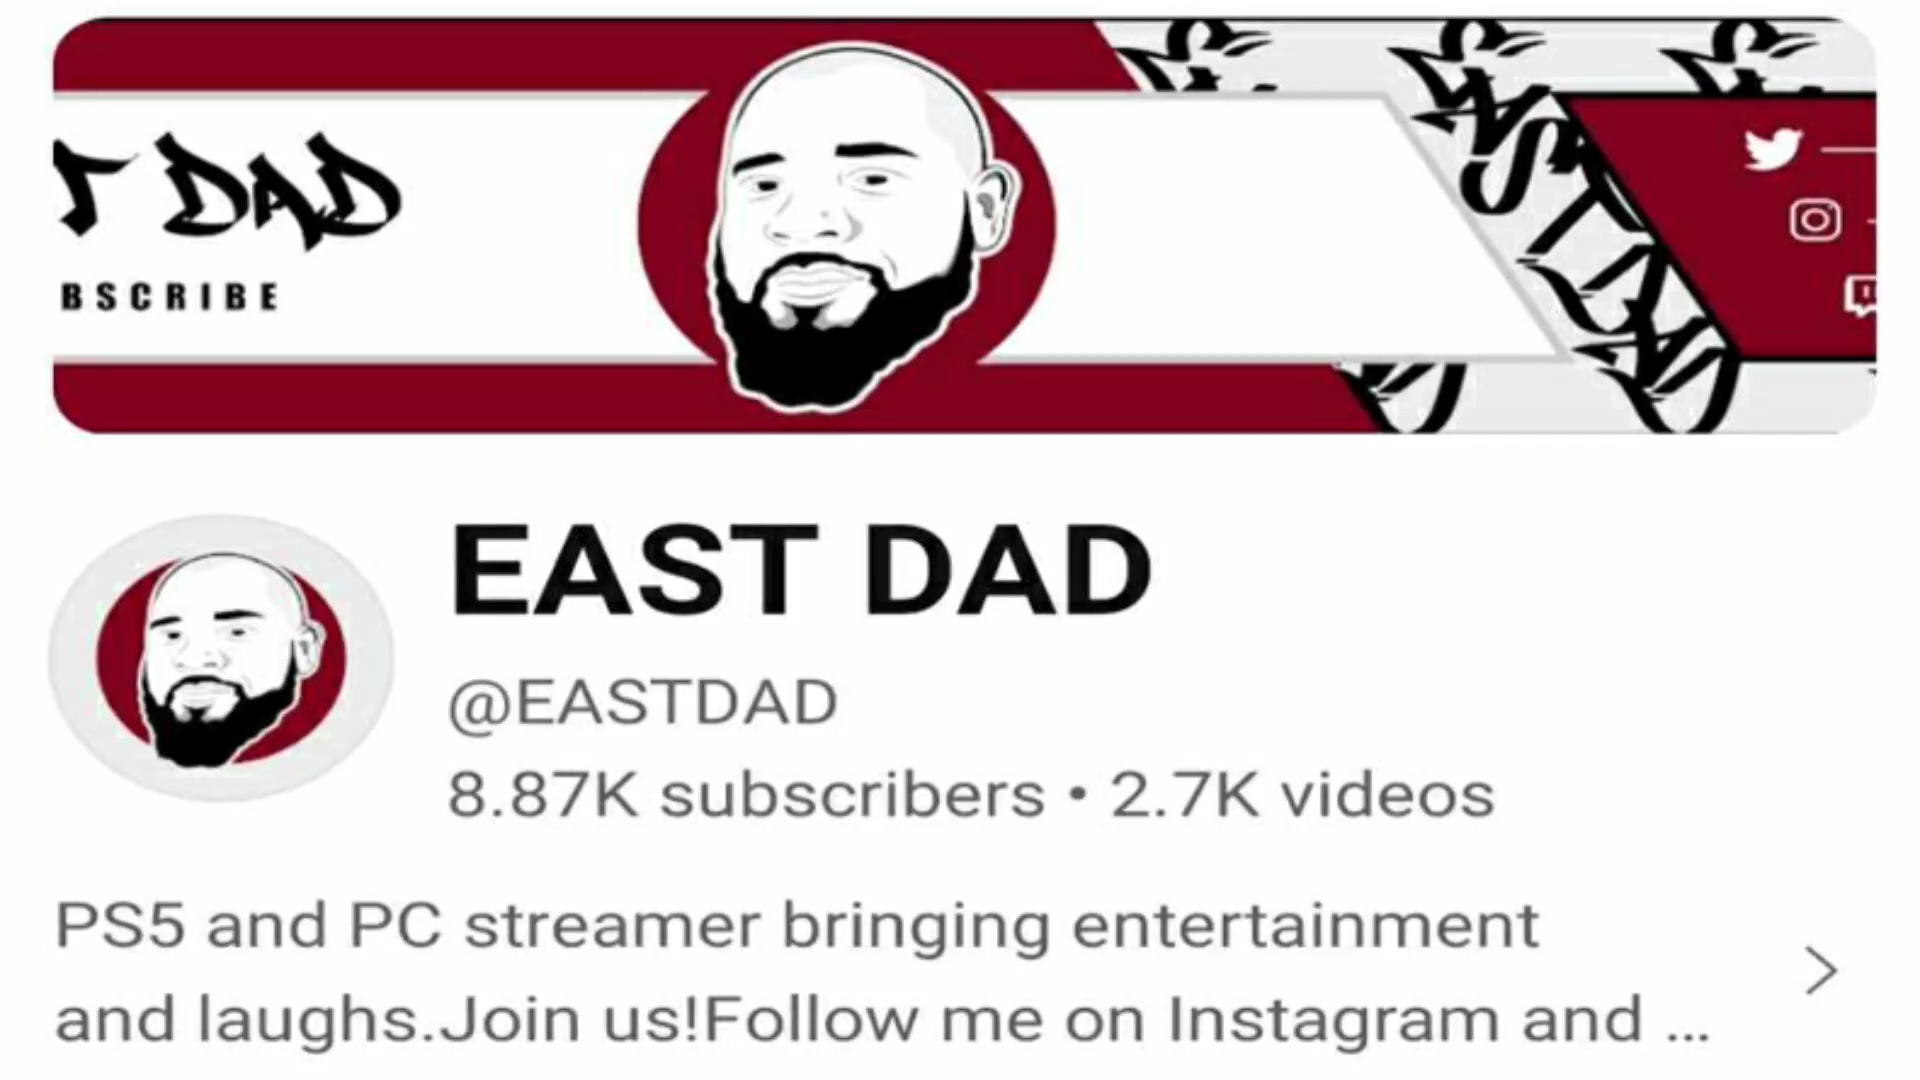 T DAD
BSCRIBE
EAST DAD
@EASTDAD
8.87K subscribers • 2.7K videos
PS5 and PC streamer bringing entertainment
and laughs.Join us!Follow me on Instagram and ...